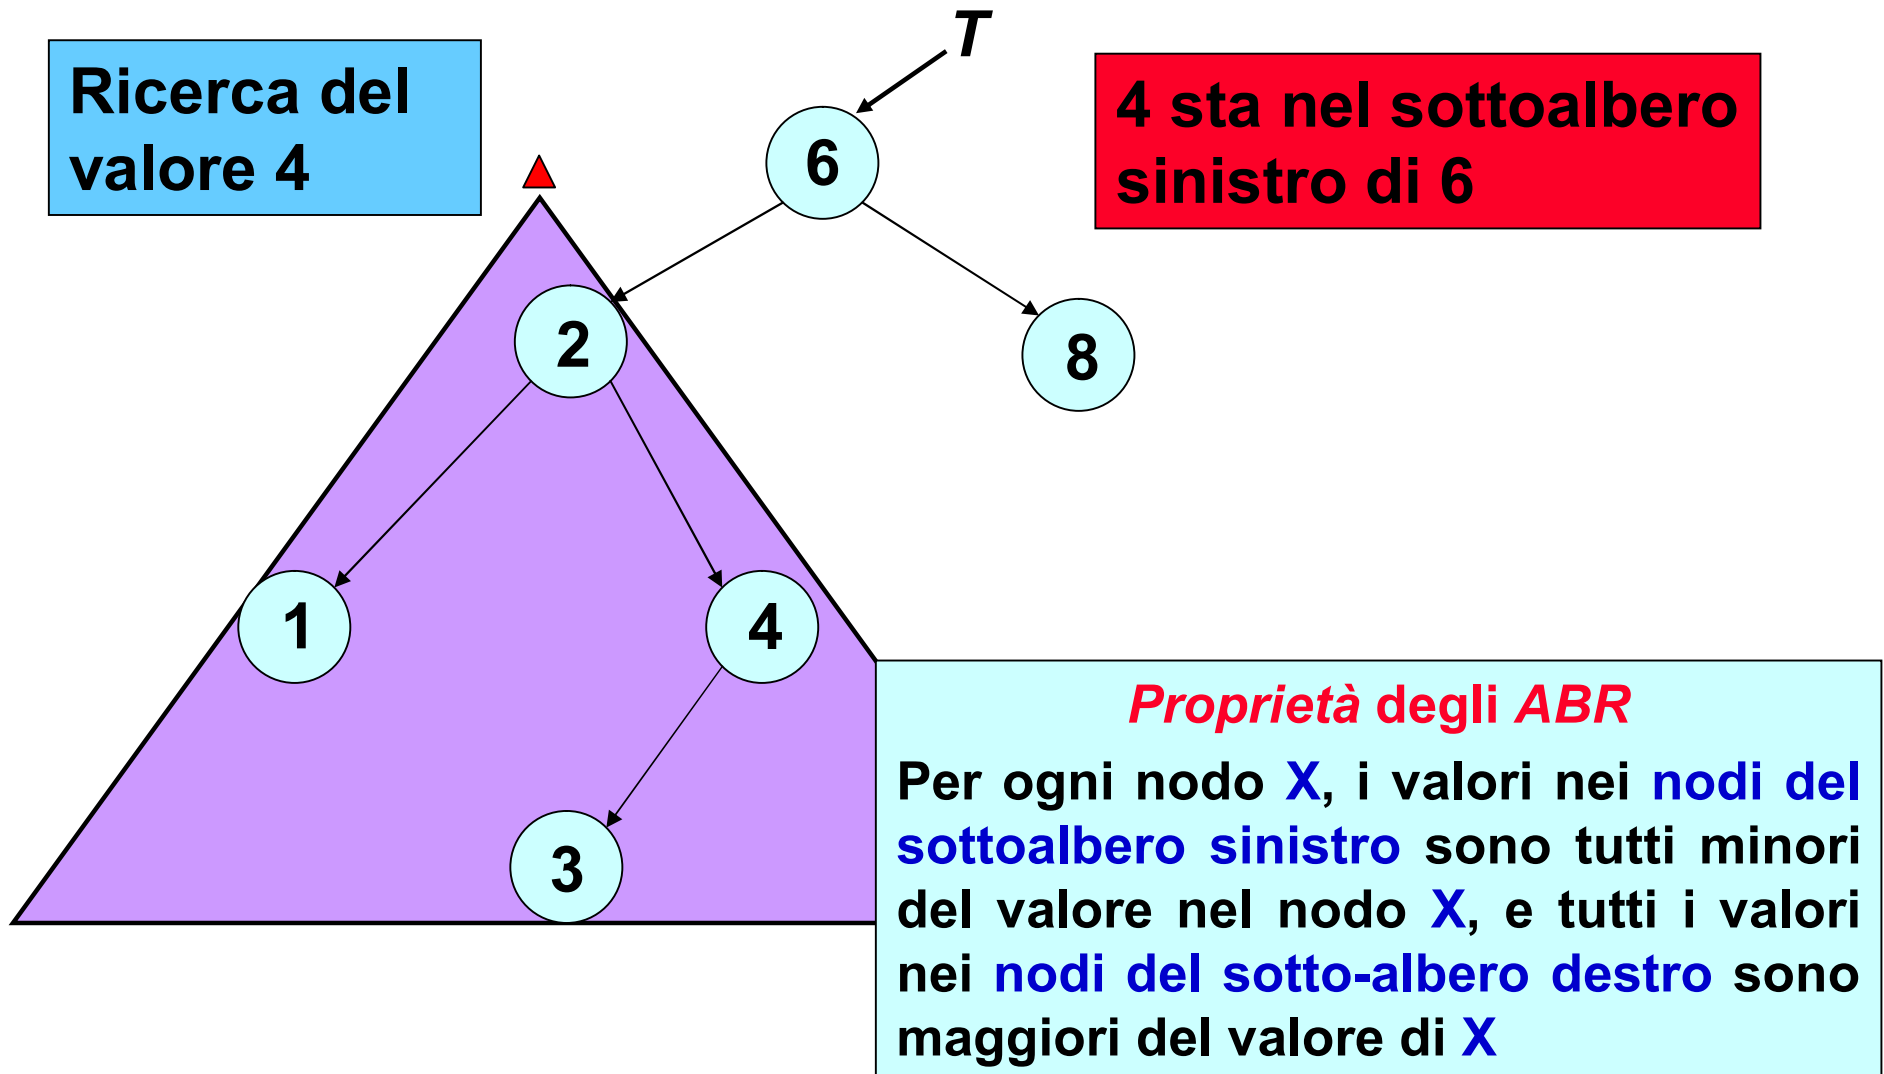 T
Ricerca del
valore 4
4 sta nel sottoalbero
sinistro di 6
6
2
8
1
4
3
Proprietà degli ABR
Per ogni nodo X, i valori nei nodi del
sottoalbero sinistro sono tutti minori
del valore nel nodo X, e tutti i valori
nei nodi del sotto-albero destro sono
maggiori del valore di X